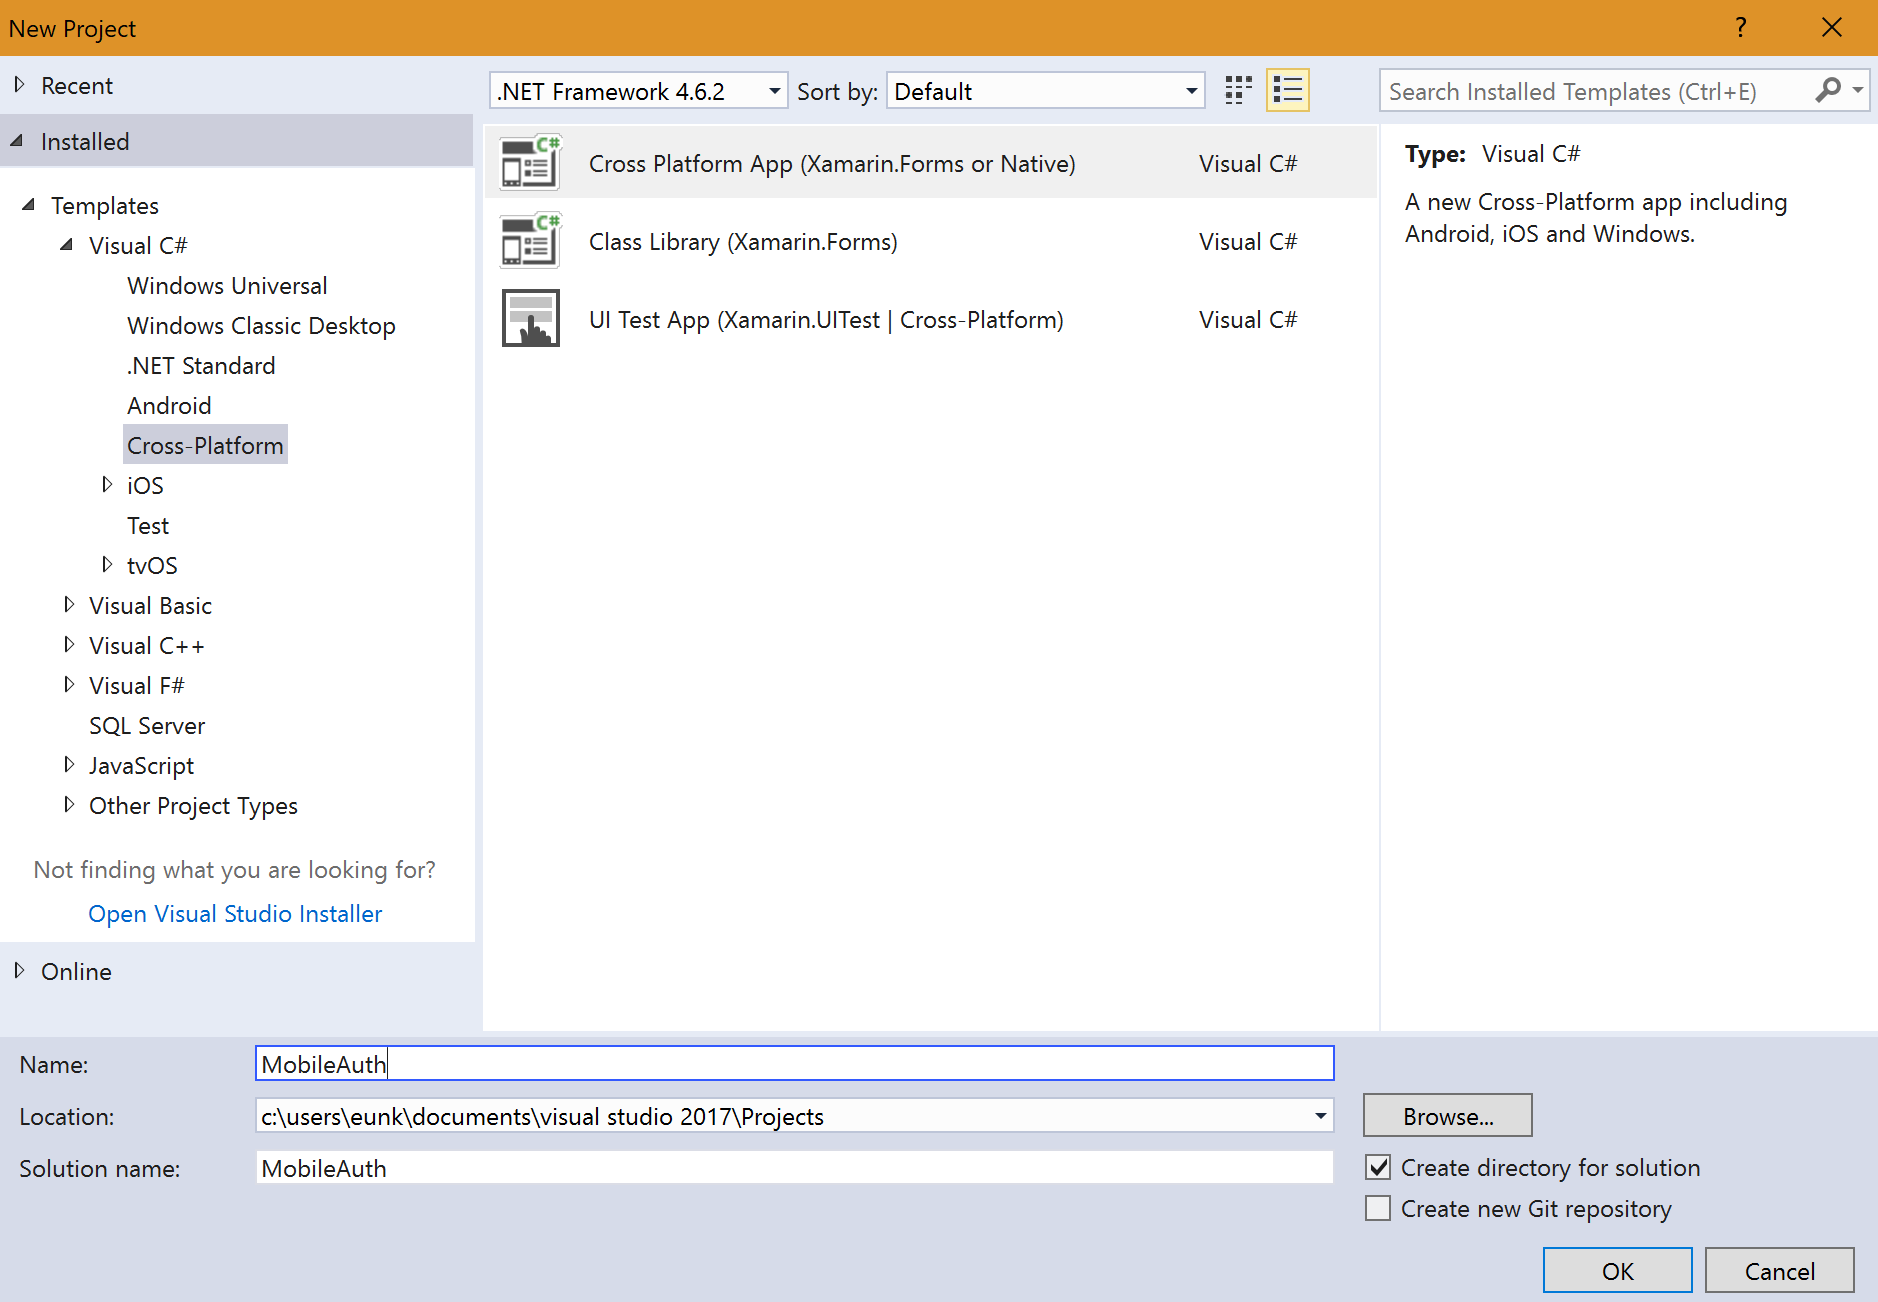 New Project
?
Recent
Installed
Templates
Visual C#
Windows Universal
Windows Classic Desktop
.NET Standard
Android
Cross-Platform
iOS
Test
tvOS
Visual Basic
Visual C++
Visual F#
SQL Server
JavaScript
Other Project Types
Not finding what you are looking for?
Open Visual Studio Installer
Online
.NET Framework 4.6.2 Sort by: Default
Search Installed Templates (Ctrl+E)
C# Cross Platform App (Xamarin.Forms or Native) Visual C#
C# Class Library (Xamarin.Forms) Visual C#
UI Test App (Xamarin.UITest | Cross-Platform) Visual C#
Type: Visual C#
A new Cross-Platform app including
Android, iOS and Windows.
Name: MobileAuth
Location: c:\users\eunk\documents\visual studio 2017\Projects
Browse...
Solution name: MobileAuth
Create directory for solution
Create new Git repository
OK Cancel